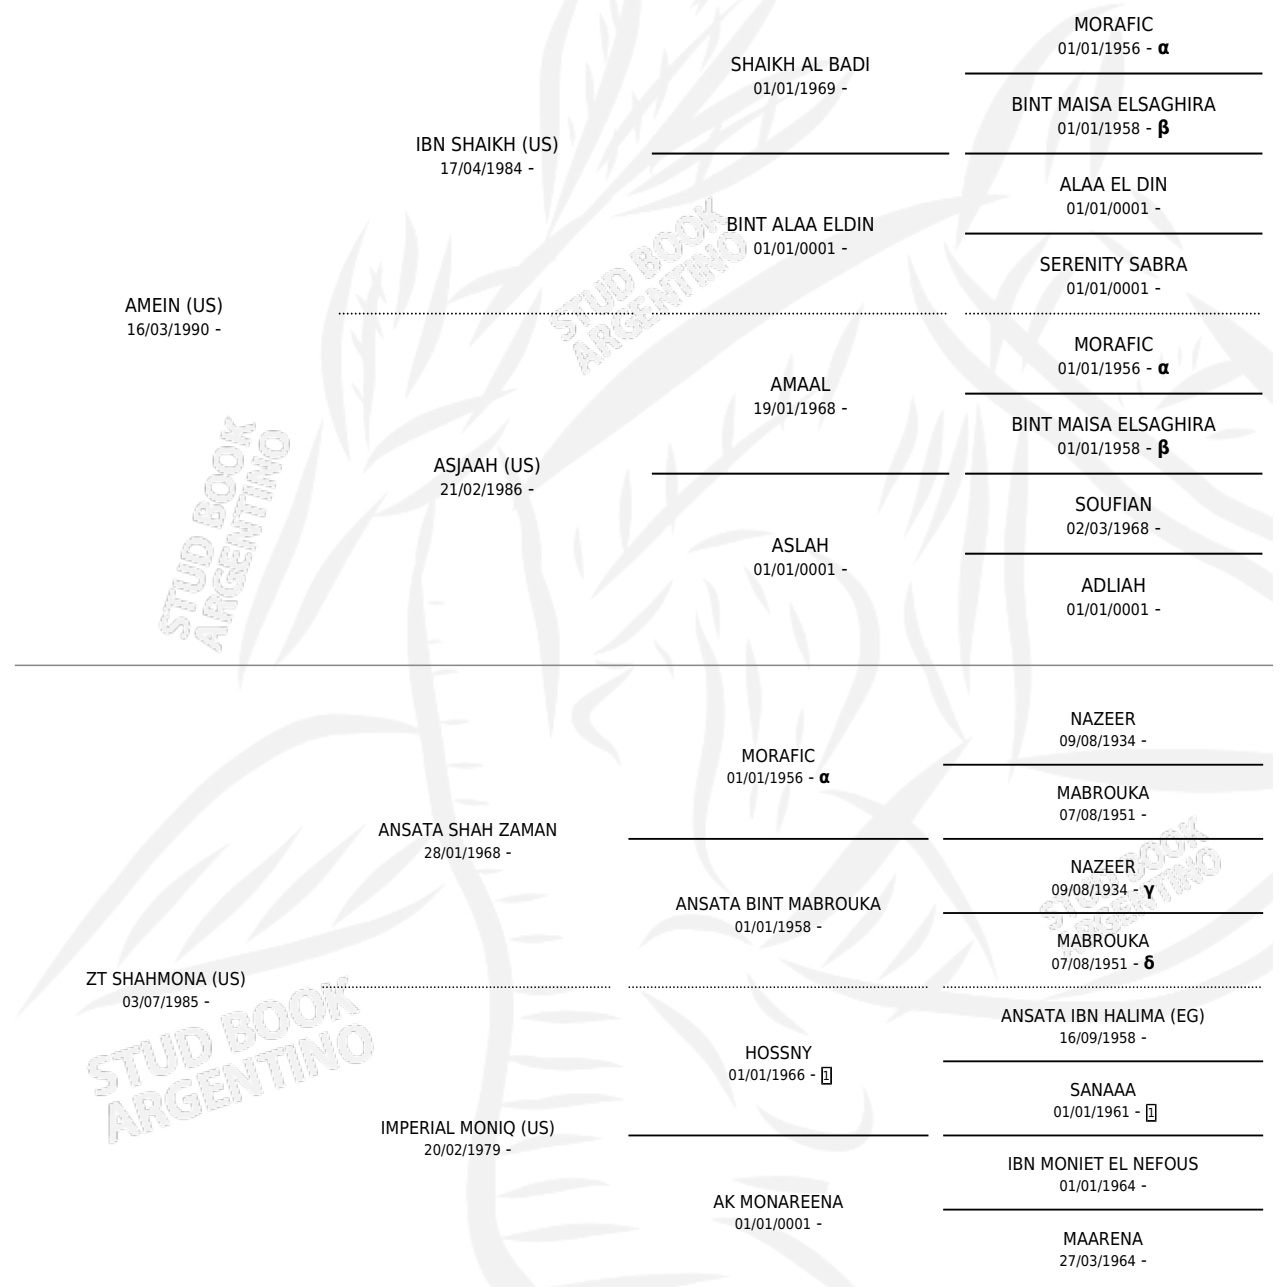 MORAFIC
01/01/1956 - α
SHAIKH AL BADI
01/01/1969 -
BINT MAISA ELSAGHIRA
01/01/1958 - β
IBN SHAIKH (US)
17/04/1984 -
ALAA EL DIN
01/01/0001 -
BINT ALAA ELDIN
01/01/0001 -
SERENITY SABRA
01/01/0001 -
AMEIN (US)
16/03/1990 -
MORAFIC
01/01/1956 - α
AMAAL
19/01/1968 -
BINT MAISA ELSAGHIRA
01/01/1958 - β
ASJAAH (US)
21/02/1986 -
SOUFIAN
02/03/1968 -
ASLAH
01/01/0001 -
ADLIAH
01/01/0001 -
NAZEER
09/08/1934 -
MORAFIC
01/01/1956 - α
MABROUKA
07/08/1951 -
ANSATA SHAH ZAMAN
28/01/1968 -
NAZEER
09/08/1934 - γ
ANSATA BINT MABROUKA
01/01/1958 -
MABROUKA
07/08/1951 - δ
ZT SHAHMONA (US)
03/07/1985 -
ANSATA IBN HALIMA (EG)
16/09/1958 -
HOSSNY
01/01/1966 - 1
SANAAA
01/01/1961 - 1
IMPERIAL MONIQ (US)
20/02/1979 -
IBN MONIET EL NEFOUS
01/01/1964 -
AK MONAREENA
01/01/0001 -
MAARENA
27/03/1964 -
STUD BOOK
ARGENTINO
STUD BOOK
ARGENTINO
STUD BOOK
ARGENTINO
STUD BOOK
ARGENTINO